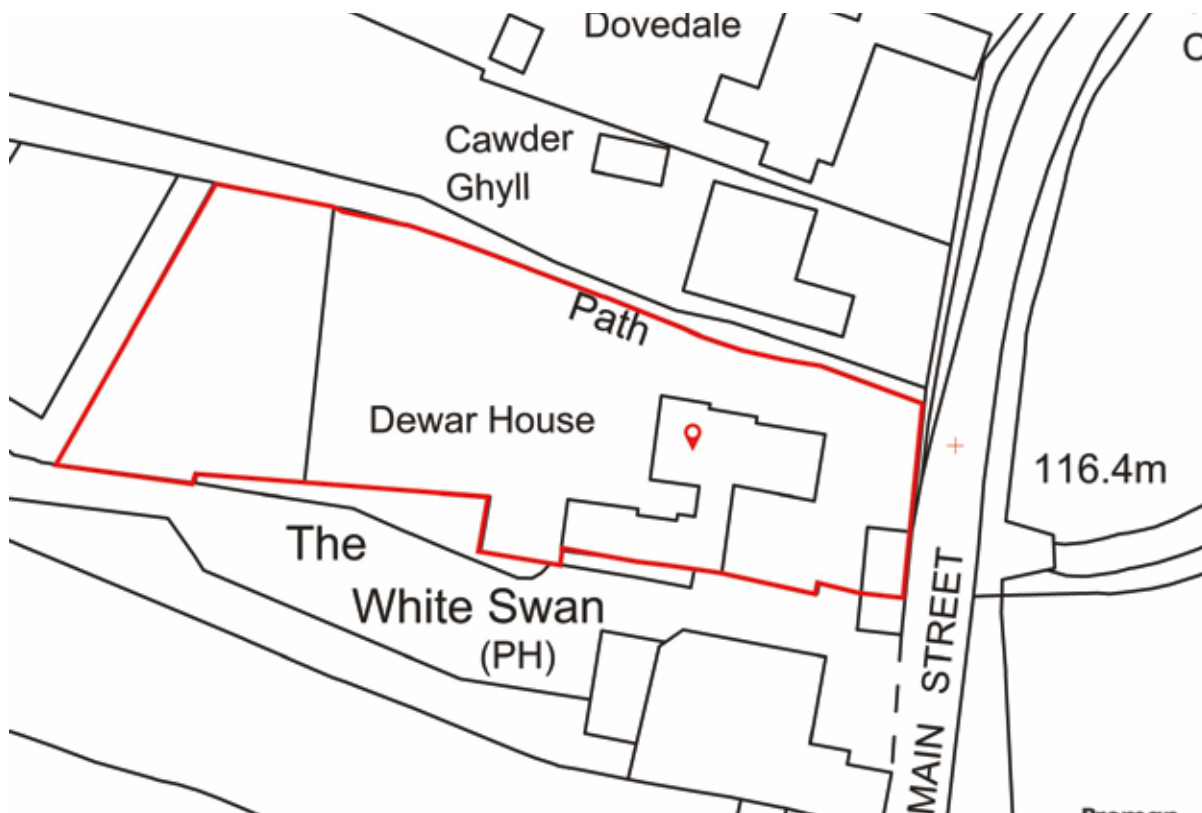 Dovedale
Cawder
Ghyll
Path
Dewar House
116.4m
The
White Swan
(PH)
MAIN STREET